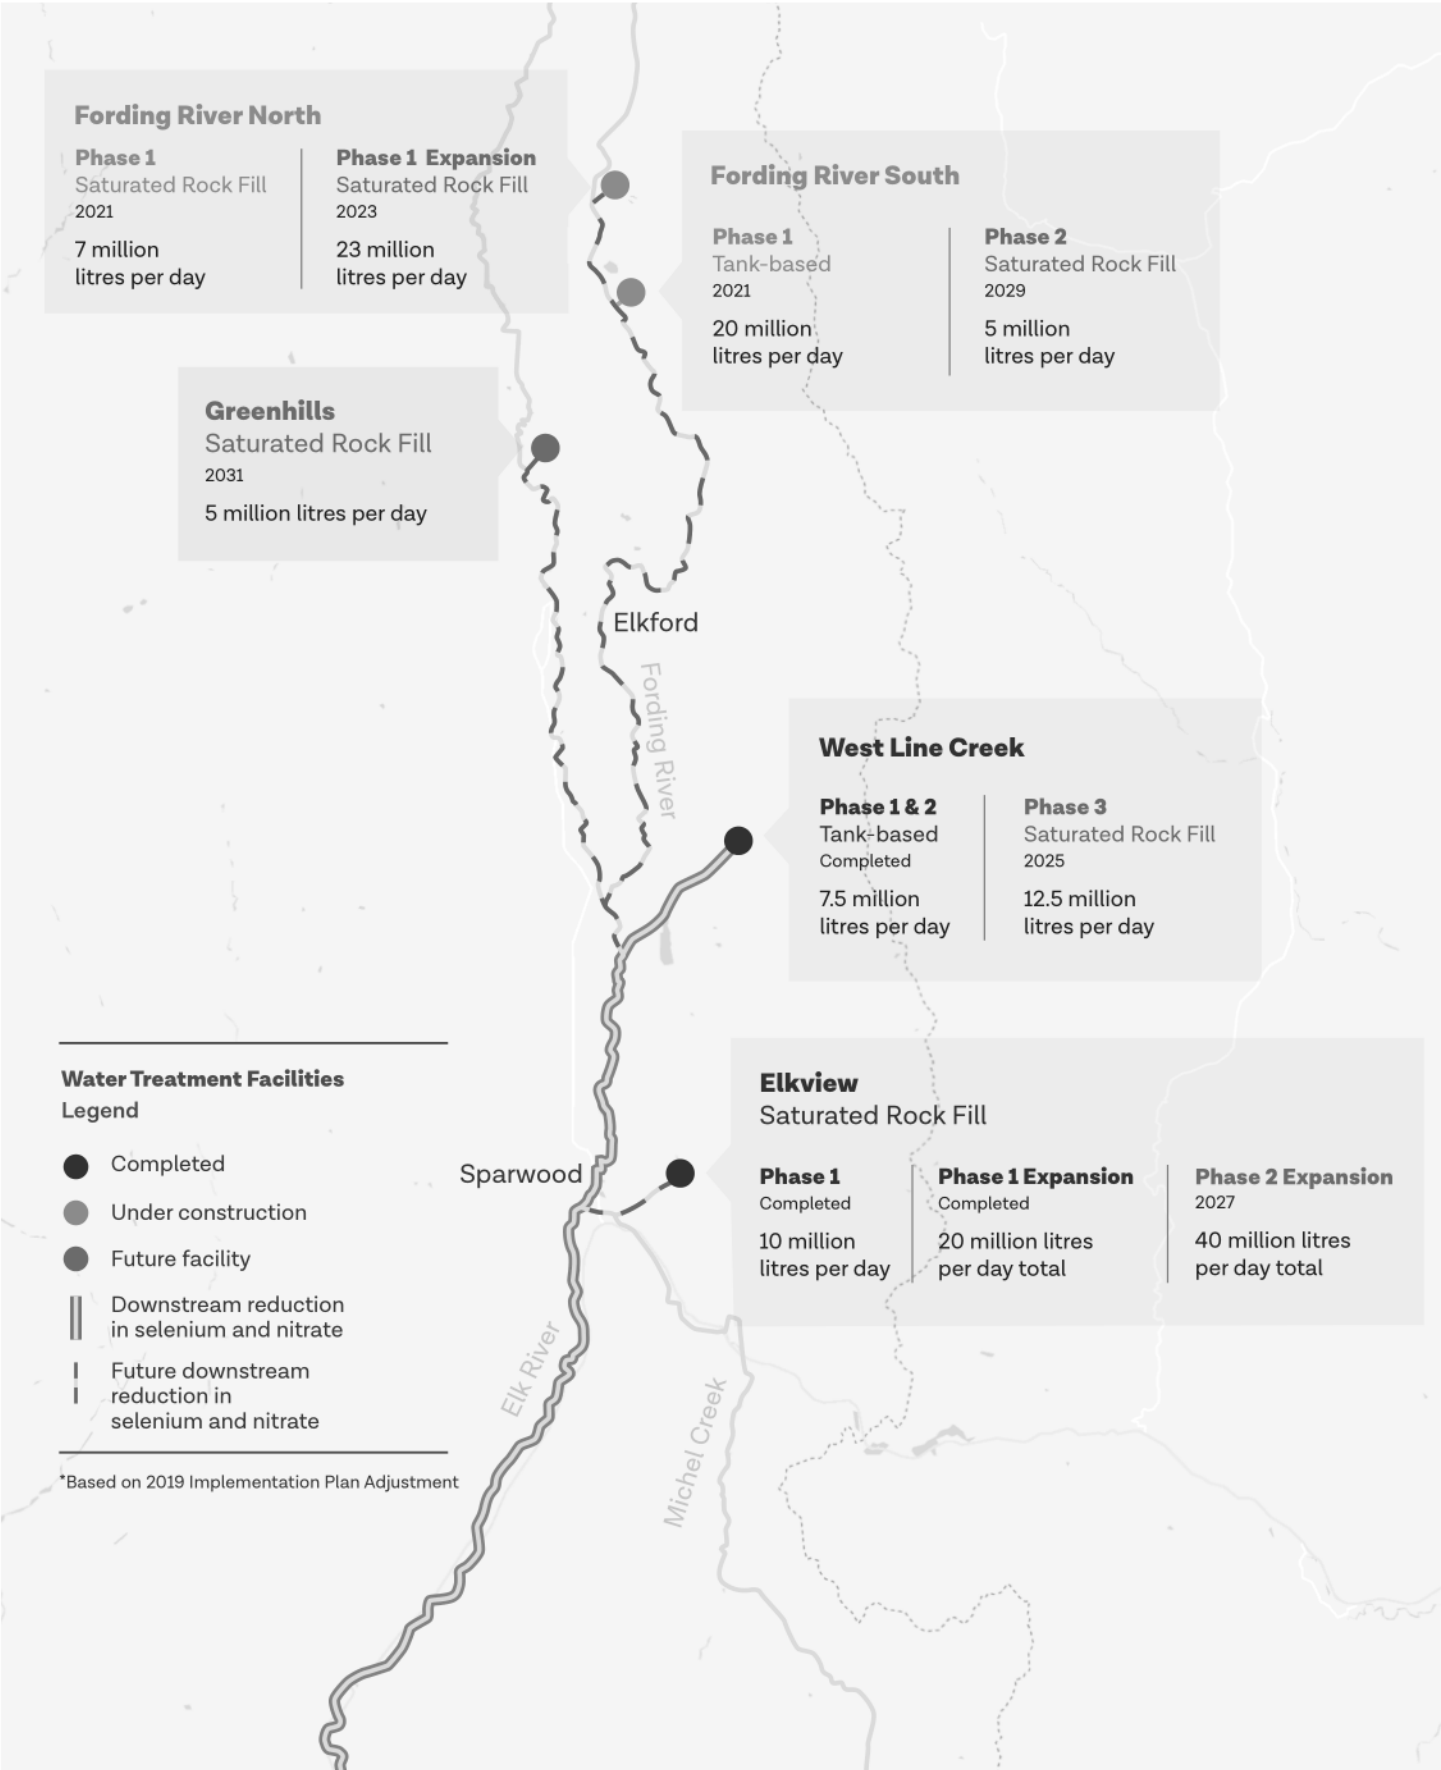 Fording River North
Phase 1
Saturated Rock Fill
2021
7 million
litres per day
Phase 1 Expansion
Saturated Rock Fill
2023
23 million
litres per day
Fording River South
Phase 1
Tank-based
2021
20 million
litres per day
Phase 2
Saturated Rock Fill
2029
5 million
litres per day
Greenhills
Saturated Rock Fill
2031
5 million litres per day
Elkford
Fording River
West Line Creek
Phase 1 & 2
Tank-based
Completed
7.5 million
litres per day
Phase 3
Saturated Rock Fill
2025
12.5 million
litres per day
Elkview
Saturated Rock Fill
Phase 1
Completed
10 million
litres per day
Phase 1 Expansion
Completed
20 million litres
per day total
Phase 2 Expansion
2027
40 million litres
per day total
Sparwood
Elk River
Michel Creek
Water Treatment Facilities
Legend
Completed
Under construction
Future facility
Downstream reduction
in selenium and nitrate
Future downstream
reduction in
selenium and nitrate
*Based on 2019 Implementation Plan Adjustment